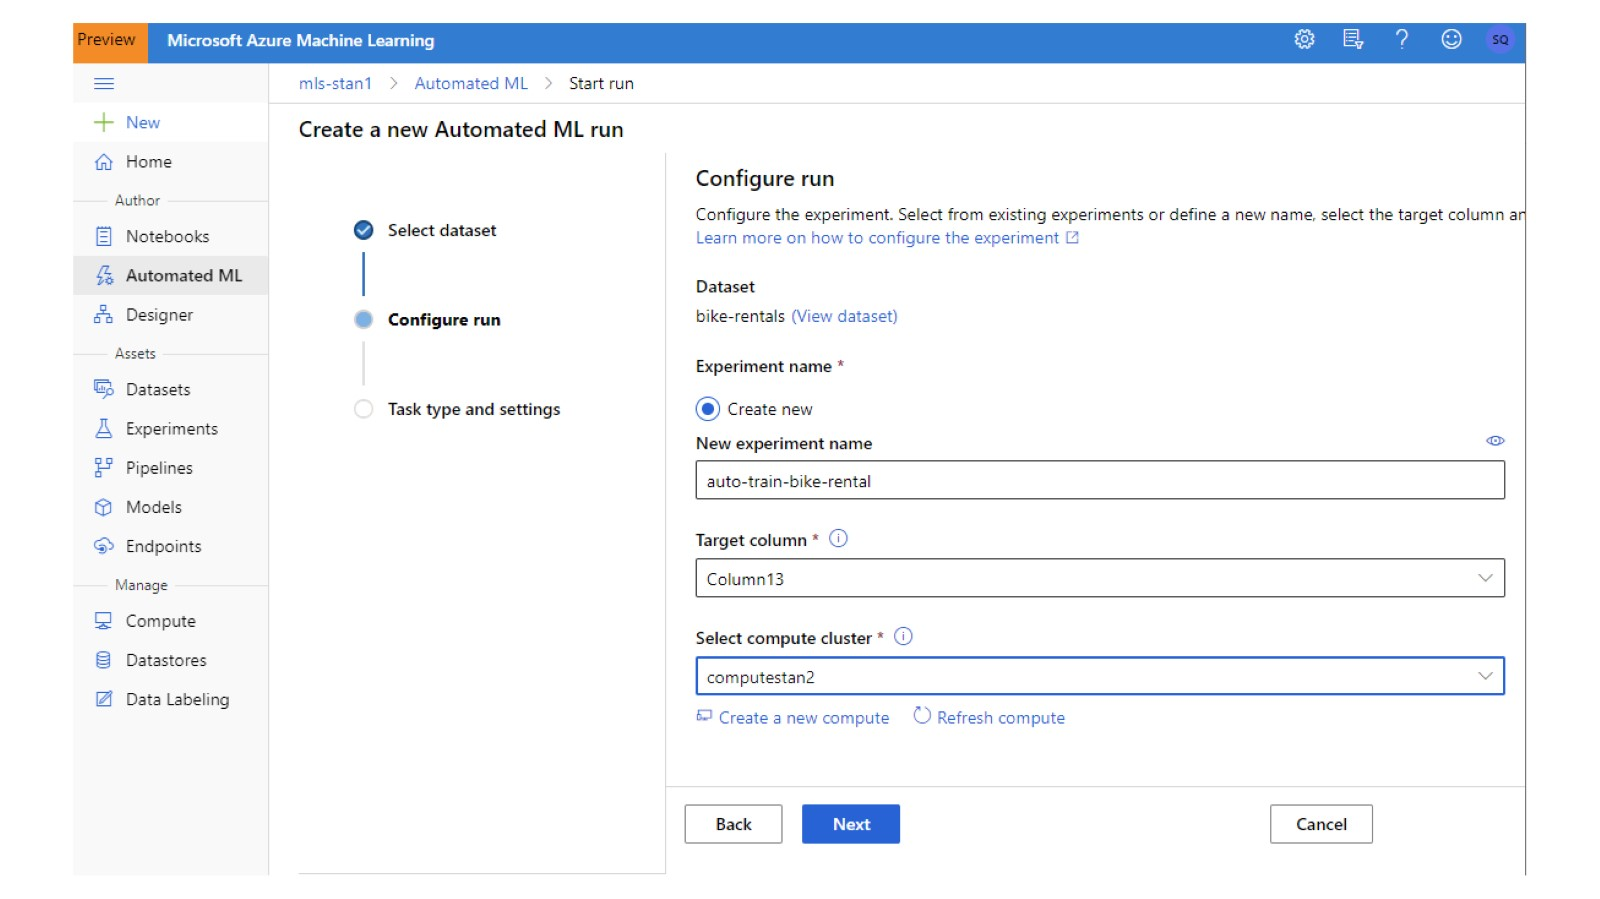 Preview
Microsoft Azure Machine Learning
SQ
mls-stan1 > Automated ML > Start run
New
Home
Author
Notebooks
Automated ML
Designer
Assets
Datasets
Experiments
Pipelines
Models
Endpoints
Manage
Compute
Datastores
Data Labeling
Create a new Automated ML run
Select dataset
Configure run
Task type and settings
Configure run
Configure the experiment. Select from existing experiments or define a new name, select the target column an
Learn more on how to configure the experiment
Dataset
bike-rentals (View dataset)
Experiment name *
Create new
New experiment name
auto-train-bike-rental
Target column *
Column13
Select compute cluster *
computestan2
Create a new compute Refresh compute
Back Next Cancel